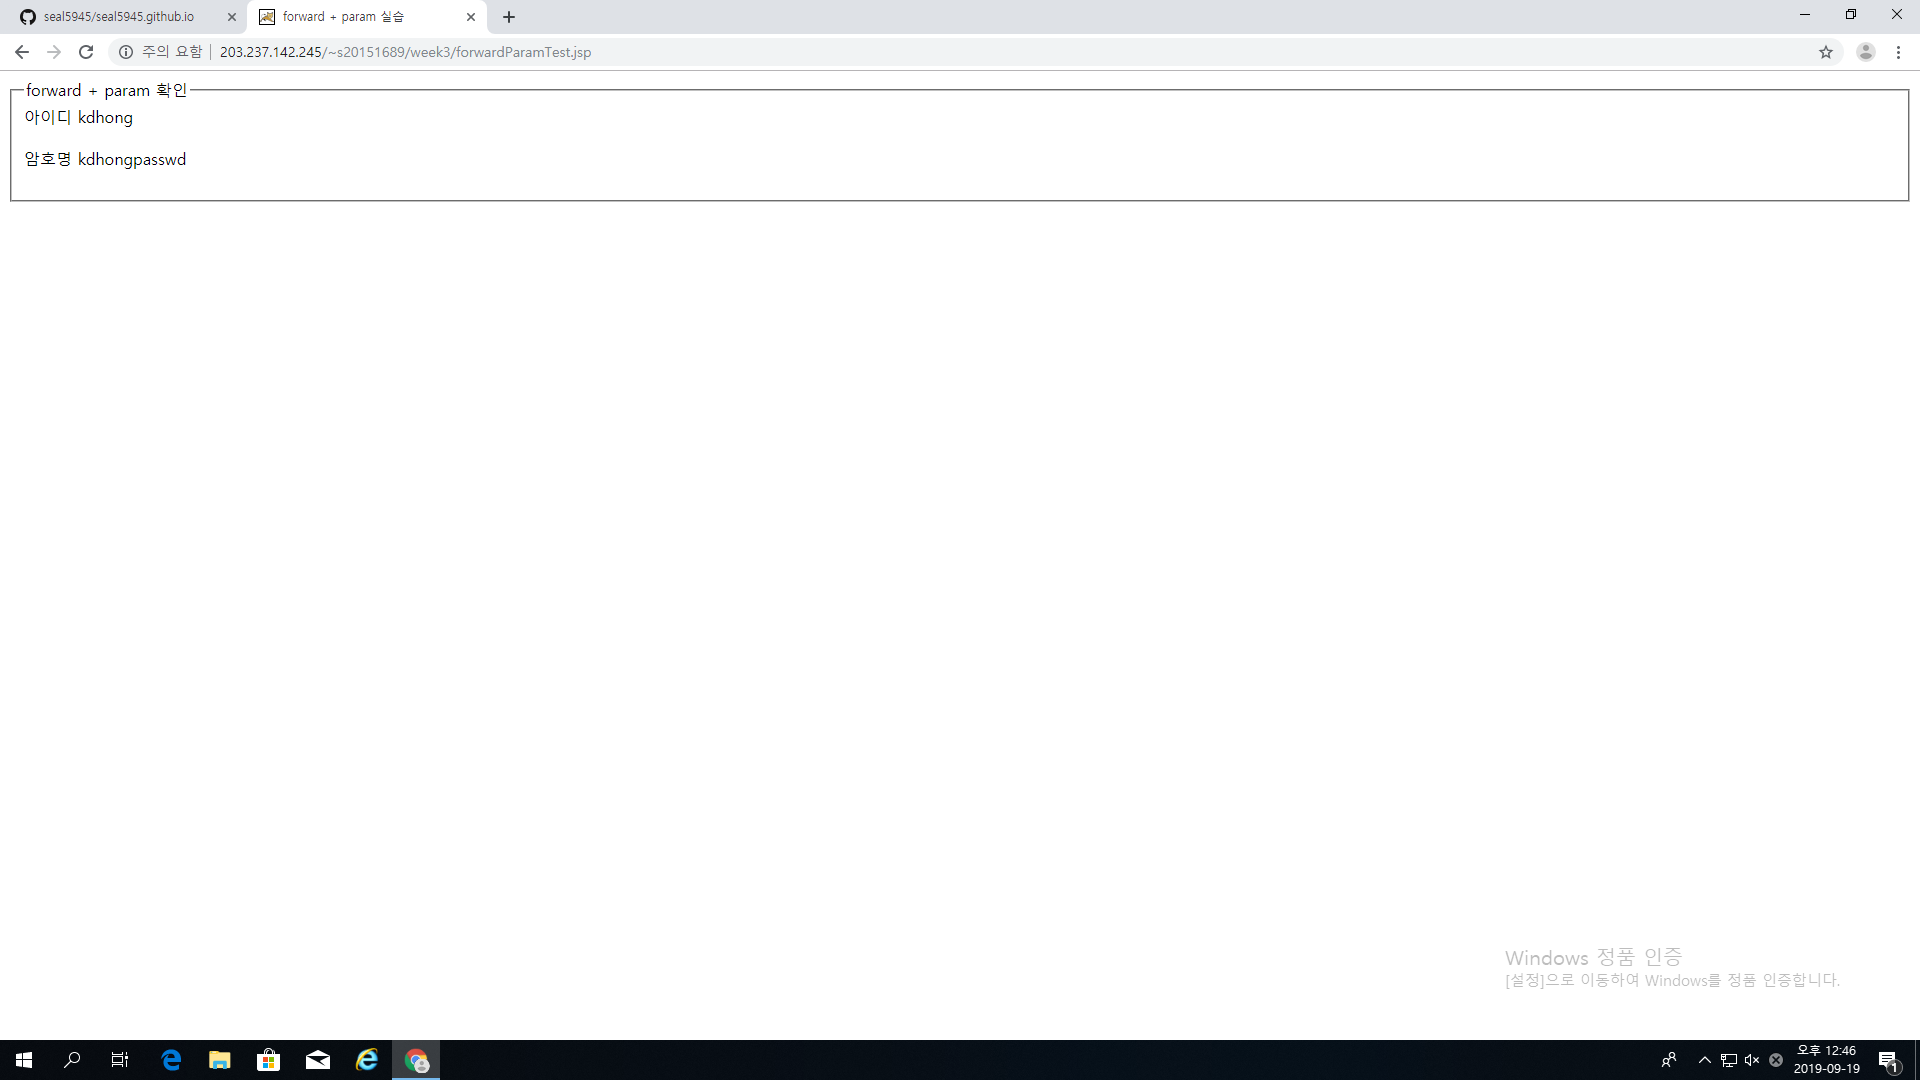 seal5945/seal5945.github.io
forward + param 실습
주의 요함
203.237.142.245/~s20151689/week3/forwardParamTest.jsp
forward + param 확인
아이디 kdhong
암호명 kdhongpasswd
Windows 정품 인증
[설정]으로 이동하여 Windows를 정품 인증합니다.
오후 12:46
2019-09-19
1